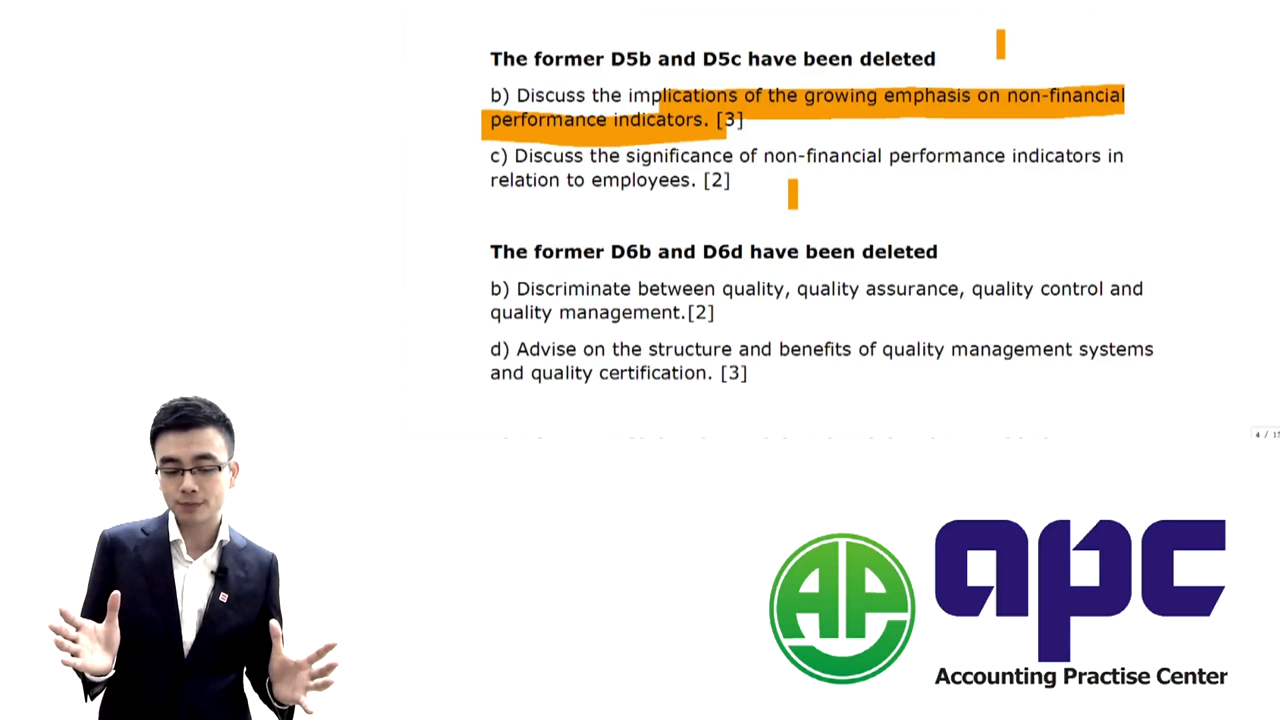 The former D5b and D5c have been deleted
b) Discuss the implications of the growing emphasis on non-financial
performance indicators. [3]
c) Discuss the significance of non-financial performance indicators in
relation to employees. [2]
The former D6b and D6d have been deleted
b) Discriminate between quality, quality assurance, quality control and
quality management.[2]
d) Advise on the structure and benefits of quality management systems
and quality certification. [3]
4 / 13
AP
apc
Accounting Practise Center